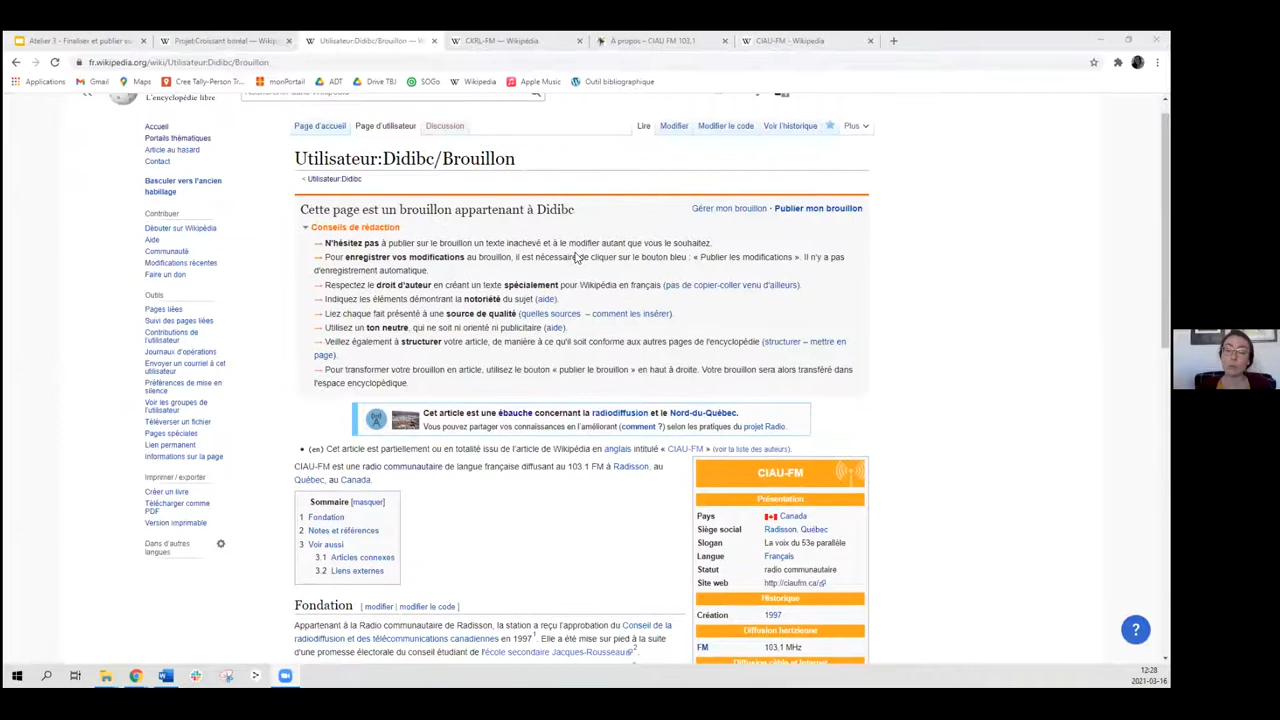 Atelier 3 - Finaliser et publier su
Projet:Croissant boréal — Wikip
Utilisateur:Didibc/Brouillon — W
CKRL-FM — Wikipédia
À propos – CIAU FM 103,1
CIAU-FM - Wikipedia
fr.wikipedia.org/wiki/Utilisateur:Didibc/Brouillon
Applications
Gmail
Maps
Cree Tally-Person Tr...
monPortail
ADT
Drive TBJ
SOGo
Wikipedia
Apple Music
Outil bibliographique
L'encyclopédie libre
Accueil
Portails thématiques
Article au hasard
Contact
Basculer vers l'ancien
habillage
Contribuer
Débuter sur Wikipédia
Aide
Communauté
Modifications récentes
Faire un don
Outils
Pages liées
Suivi des pages liées
Contributions de
l'utilisateur
Journaux d'opérations
Envoyer un courriel à cet
utilisateur
Préférences de mise en
silence
Voir les groupes de
l'utilisateur
Téléverser un fichier
Pages spéciales
Lien permanent
Informations sur la page
Imprimer / exporter
Créer un livre
Télécharger comme
PDF
Version imprimable
Dans d'autres
langues
Page d'accueil Page d'utilisateur Discussion
Lire Modifier Modifier le code Voir l'historique Plus
Utilisateur:Didibc/Brouillon
< Utilisateur:Didibc
Cette page est un brouillon appartenant à Didibc
Gérer mon brouillon · Publier mon brouillon
Conseils de rédaction
→ N'hésitez pas à publier sur le brouillon un texte inachevé et à le modifier autant que vous le souhaitez.
→ Pour enregistrer vos modifications au brouillon, il est nécessaire de cliquer sur le bouton bleu : « Publier les modifications ». Il n'y a pas
d'enregistrement automatique.
→ Respectez le droit d'auteur en créant un texte spécialement pour Wikipédia en français (pas de copier-coller venu d'ailleurs).
→ Indiquez les éléments démontrant la notoriété du sujet (aide).
→ Liez chaque fait présenté à une source de qualité (quelles sources – comment les insérer).
→ Utilisez un ton neutre, qui ne soit ni orienté ni publicitaire (aide).
→ Veillez également à structurer votre article, de manière à ce qu'il soit conforme aux autres pages de l'encyclopédie (structurer – mettre en
page).
→ Pour transformer votre brouillon en article, utilisez le bouton « publier le brouillon » en haut à droite. Votre brouillon sera alors transféré dans
l'espace encyclopédique.
Cet article est une ébauche concernant la radiodiffusion et le Nord-du-Québec.
Vous pouvez partager vos connaissances en l'améliorant (comment ?) selon les pratiques du projet Radio.
• (en) Cet article est partiellement ou en totalité issu de l'article de Wikipédia en anglais intitulé « CIAU-FM » (voir la liste des auteurs).
CIAU-FM est une radio communautaire de langue française diffusant au 103.1 FM à Radisson, au
Québec, au Canada.
Sommaire [masquer]
1 Fondation
2 Notes et références
3 Voir aussi
3.1 Articles connexes
3.2 Liens externes
Fondation [ modifier | modifier le code ]
Appartenant à la Radio communautaire de Radisson, la station a reçu l'approbation du Conseil de la
radiodiffusion et des télécommunications canadiennes en 1997¹. Elle a été mise sur pied à la suite
d'une promesse électorale du conseil étudiant de l'école secondaire Jacques-Rousseau².
CIAU-FM
Présentation
Pays Canada
Siège social Radisson, Québec
Slogan La voix du 53e parallèle
Langue Français
Statut radio communautaire
Site web http://ciaufm.ca/
Historique
Création 1997
Diffusion hertzienne
FM 103,1 MHz
Diffusion câble et Internet
?
12:28
2021-03-16